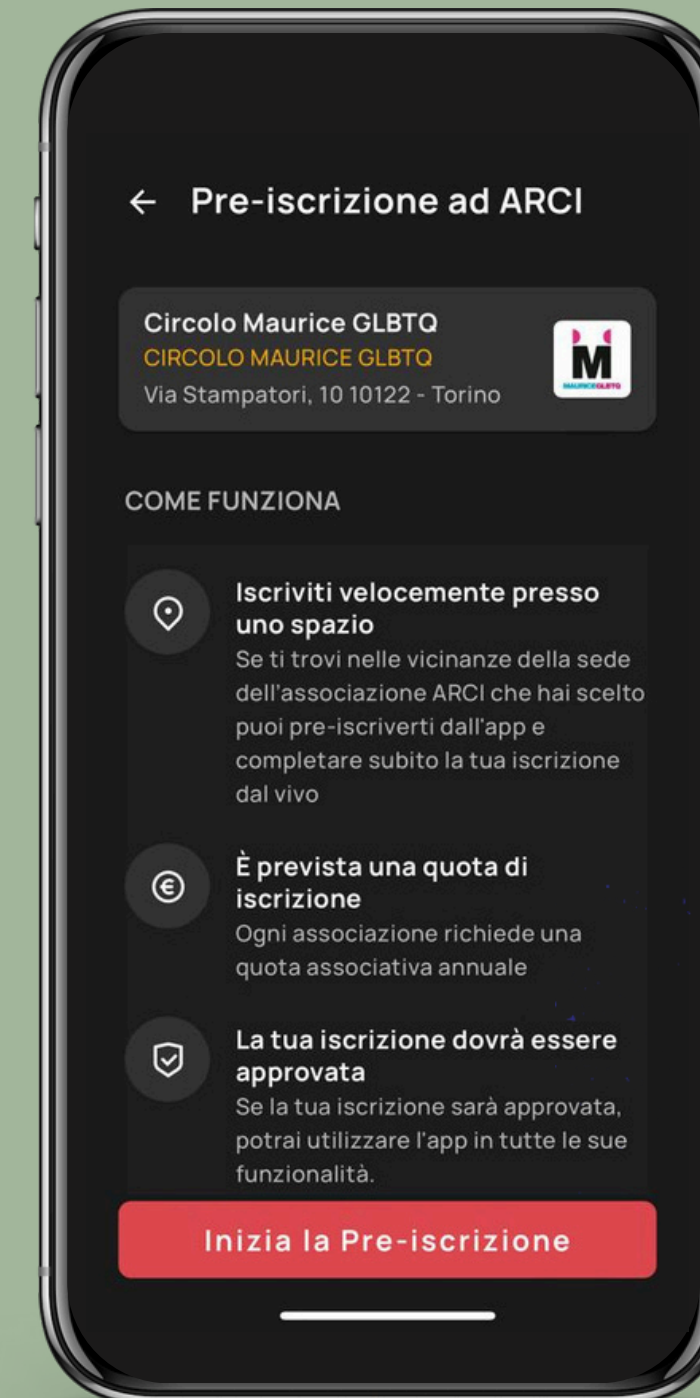 Pre-iscrizione ad ARCI
Circolo Maurice GLBTQ
CIRCOLO MAURICE GLBTQ
Via Stampatori, 10 10122 - Torino
M
MAURICEGLBTQ
COME FUNZIONA
Iscriviti velocemente presso
uno spazio
Se ti trovi nelle vicinanze della sede
dell'associazione ARCI che hai scelto
puoi pre-iscriverti dall'app e
completare subito la tua iscrizione
dal vivo
È prevista una quota di
iscrizione
Ogni associazione richiede una
quota associativa annuale
La tua iscrizione dovrà essere
approvata
Se la tua iscrizione sarà approvata,
potrai utilizzare l'app in tutte le sue
funzionalità.
Inizia la Pre-iscrizione